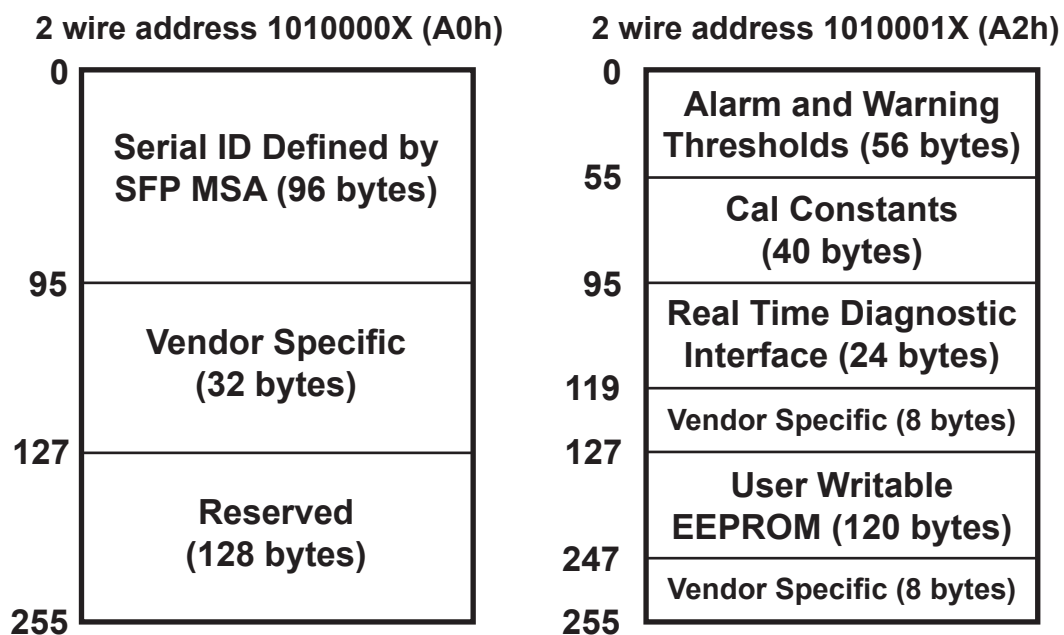 2 wire address 1010000X (A0h)
0
Serial ID Defined by
SFP MSA (96 bytes)
95
Vendor Specific
(32 bytes)
127
Reserved
(128 bytes)
255
2 wire address 1010001X (A2h)
0
Alarm and Warning
Thresholds (56 bytes)
55
Cal Constants
(40 bytes)
95
Real Time Diagnostic
Interface (24 bytes)
119
Vendor Specific (8 bytes)
127
User Writable
EEPROM (120 bytes)
247
Vendor Specific (8 bytes)
255